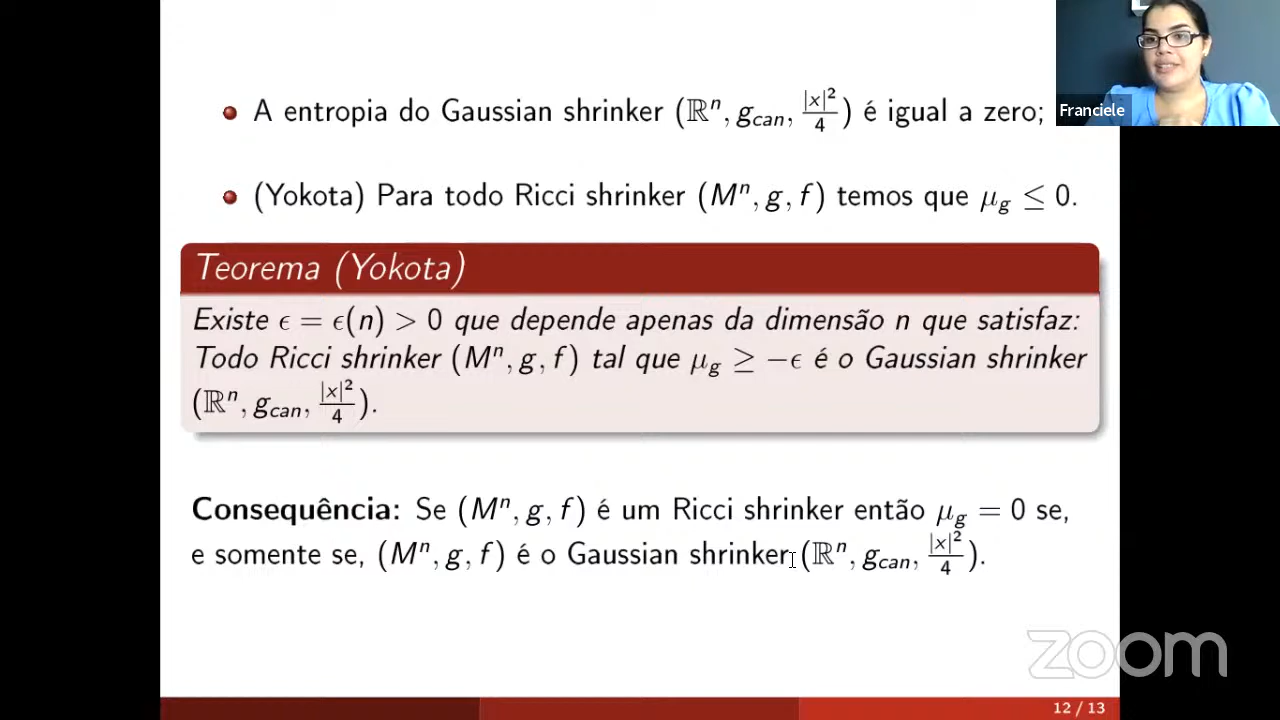 A entropia do Gaussian shrinker (ℝⁿ, g_can, |x|²/4) é igual a zero;
Franciele
(Yokota) Para todo Ricci shrinker (Mⁿ, g, f) temos que μ_g ≤ 0.
Teorema (Yokota)
Existe ϵ = ϵ(n) > 0 que depende apenas da dimensão n que satisfaz:
Todo Ricci shrinker (Mⁿ, g, f) tal que μ_g ≥ −ϵ é o Gaussian shrinker
(ℝⁿ, g_can, |x|²/4).
Consequência: Se (Mⁿ, g, f) é um Ricci shrinker então μ_g = 0 se,
e somente se, (Mⁿ, g, f) é o Gaussian shrinker (ℝⁿ, g_can, |x|²/4).
zoom
12 / 13